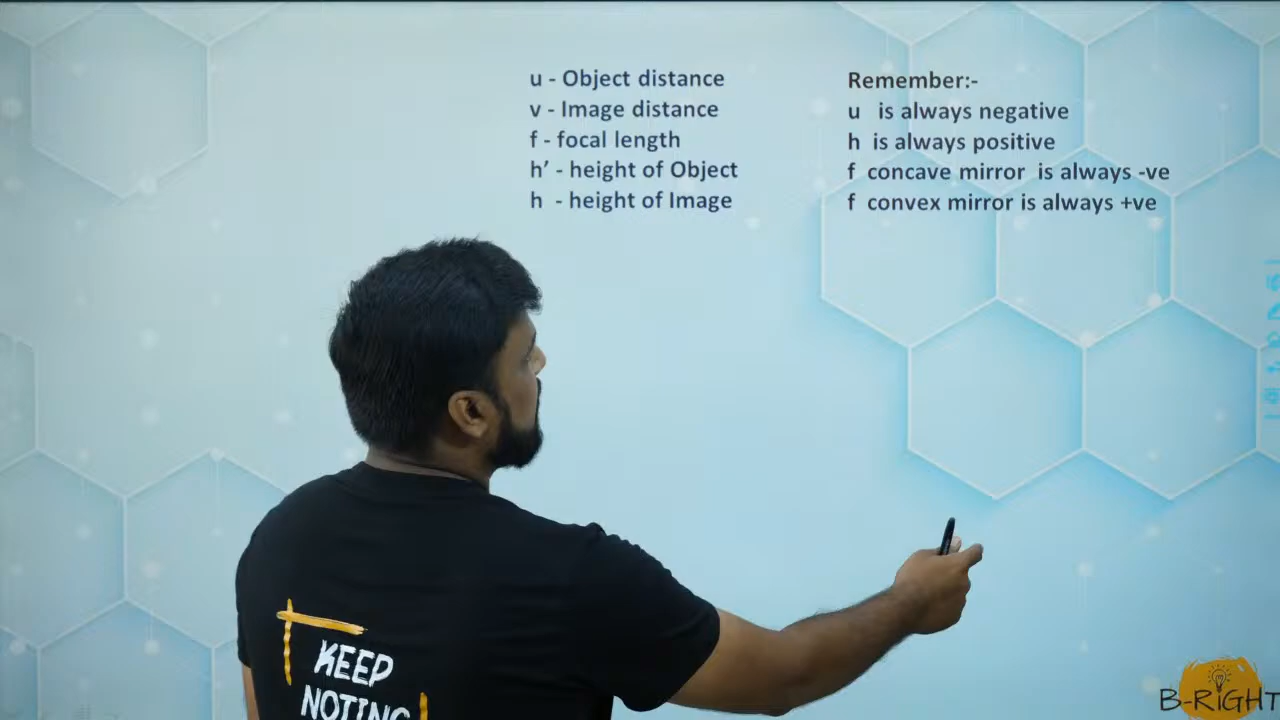 u - Object distance
v - Image distance
f - focal length
h’ - height of Object
h - height of Image
Remember:-
u is always negative
h is always positive
f concave mirror is always -ve
f convex mirror is always +ve
KEEP
NOTING
B-RIGHT